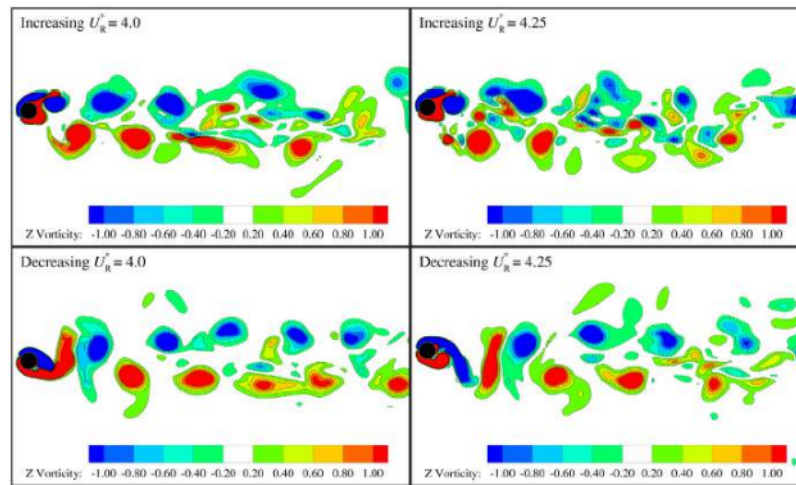 Increasing U*R = 4.0
Z Vorticity: -1.00 -0.80 -0.60 -0.40 -0.20 0.20 0.40 0.60 0.80 1.00
Increasing U*R = 4.25
Z Vorticity: -1.00 -0.80 -0.60 -0.40 -0.20 0.20 0.40 0.60 0.80 1.00
Decreasing U*R = 4.0
Z Vorticity: -1.00 -0.80 -0.60 -0.40 -0.20 0.20 0.40 0.60 0.80 1.00
Decreasing U*R = 4.25
Z Vorticity: -1.00 -0.80 -0.60 -0.40 -0.20 0.20 0.40 0.60 0.80 1.00